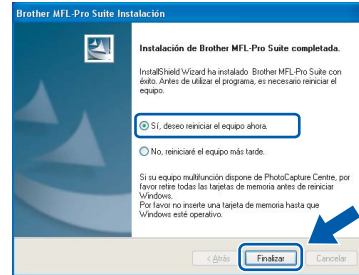 Brother MFL-Pro Suite Instalación
Instalación de Brother MFL-Pro Suite completada.
InstallShield Wizard ha instalado Brother MFL-Pro Suite con
éxito. Antes de utilizar el programa, es necesario reiniciar el
equipo.
Sí, deseo reiniciar el equipo ahora.
No, reiniciaré el equipo más tarde.
Si su equipo multifunción dispone de PhotoCapture Centre, por
favor retire todas las tarjetas de memoria antes de reiniciar
Windows.
Por favor no inserte una tarjeta de memoria hasta que
Windows esté operativo.
< Atrás
Finalizar
Cancelar